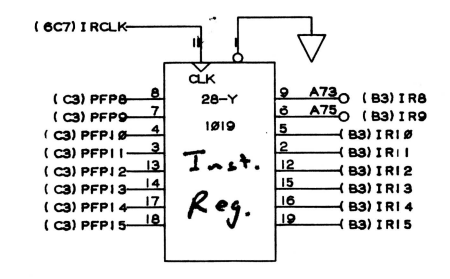 (6C7) IRCLK 11 1
CLK
(C3) PFP8 8 28-Y 9 A73 (B3) IR8
(C3) PFP9 7 6 A75 (B3) IR9
(C3) PFP10 4 1019 5 (B3) IR10
(C3) PFP11 3 2 (B3) IR11
(C3) PFP12 13 Inst. 12 (B3) IR12
(C3) PFP13 14 15 (B3) IR13
(C3) PFP14 17 Reg. 16 (B3) IR14
(C3) PFP15 18 19 (B3) IR15